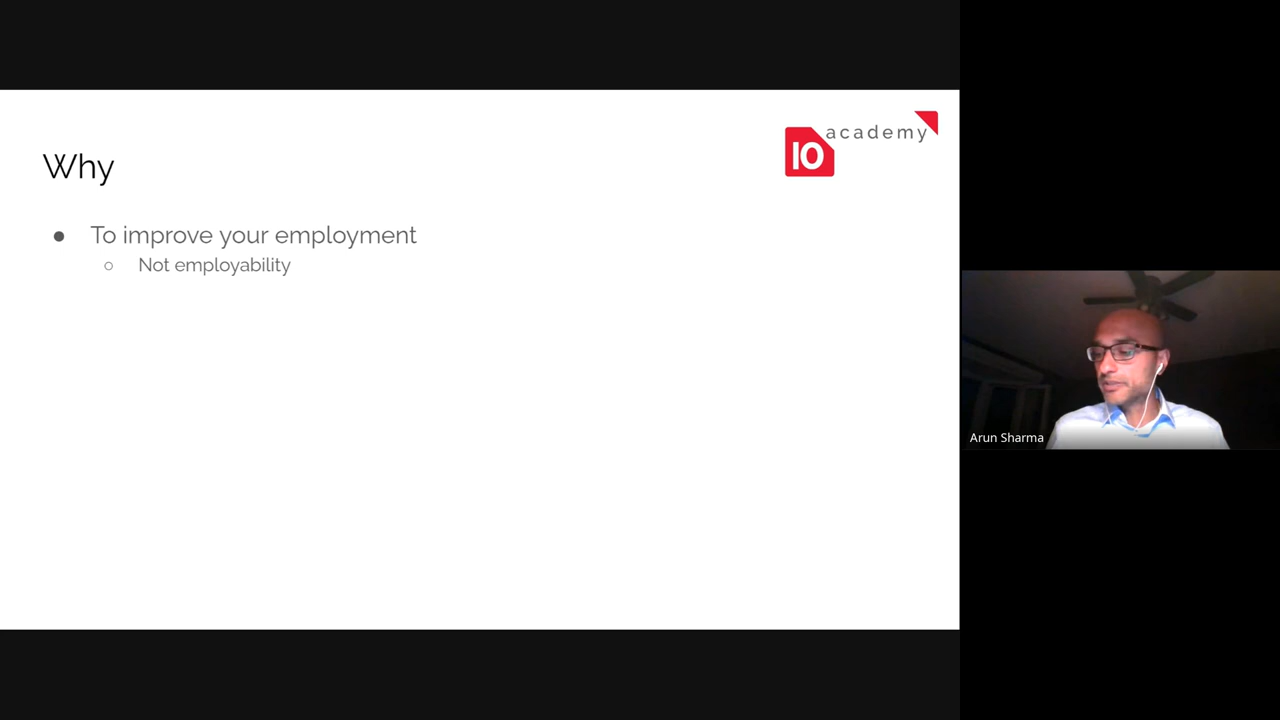 10 academy
Why
● To improve your employment
○ Not employability
Arun Sharma